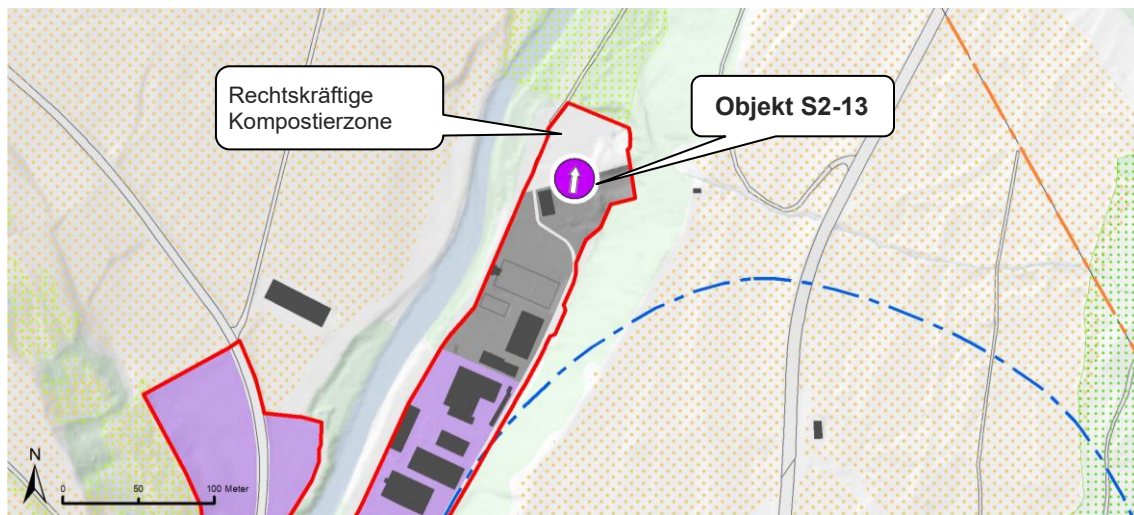 Rechtskräftige
Kompostierzone
Objekt S2-13
N
0 50 100 Meter